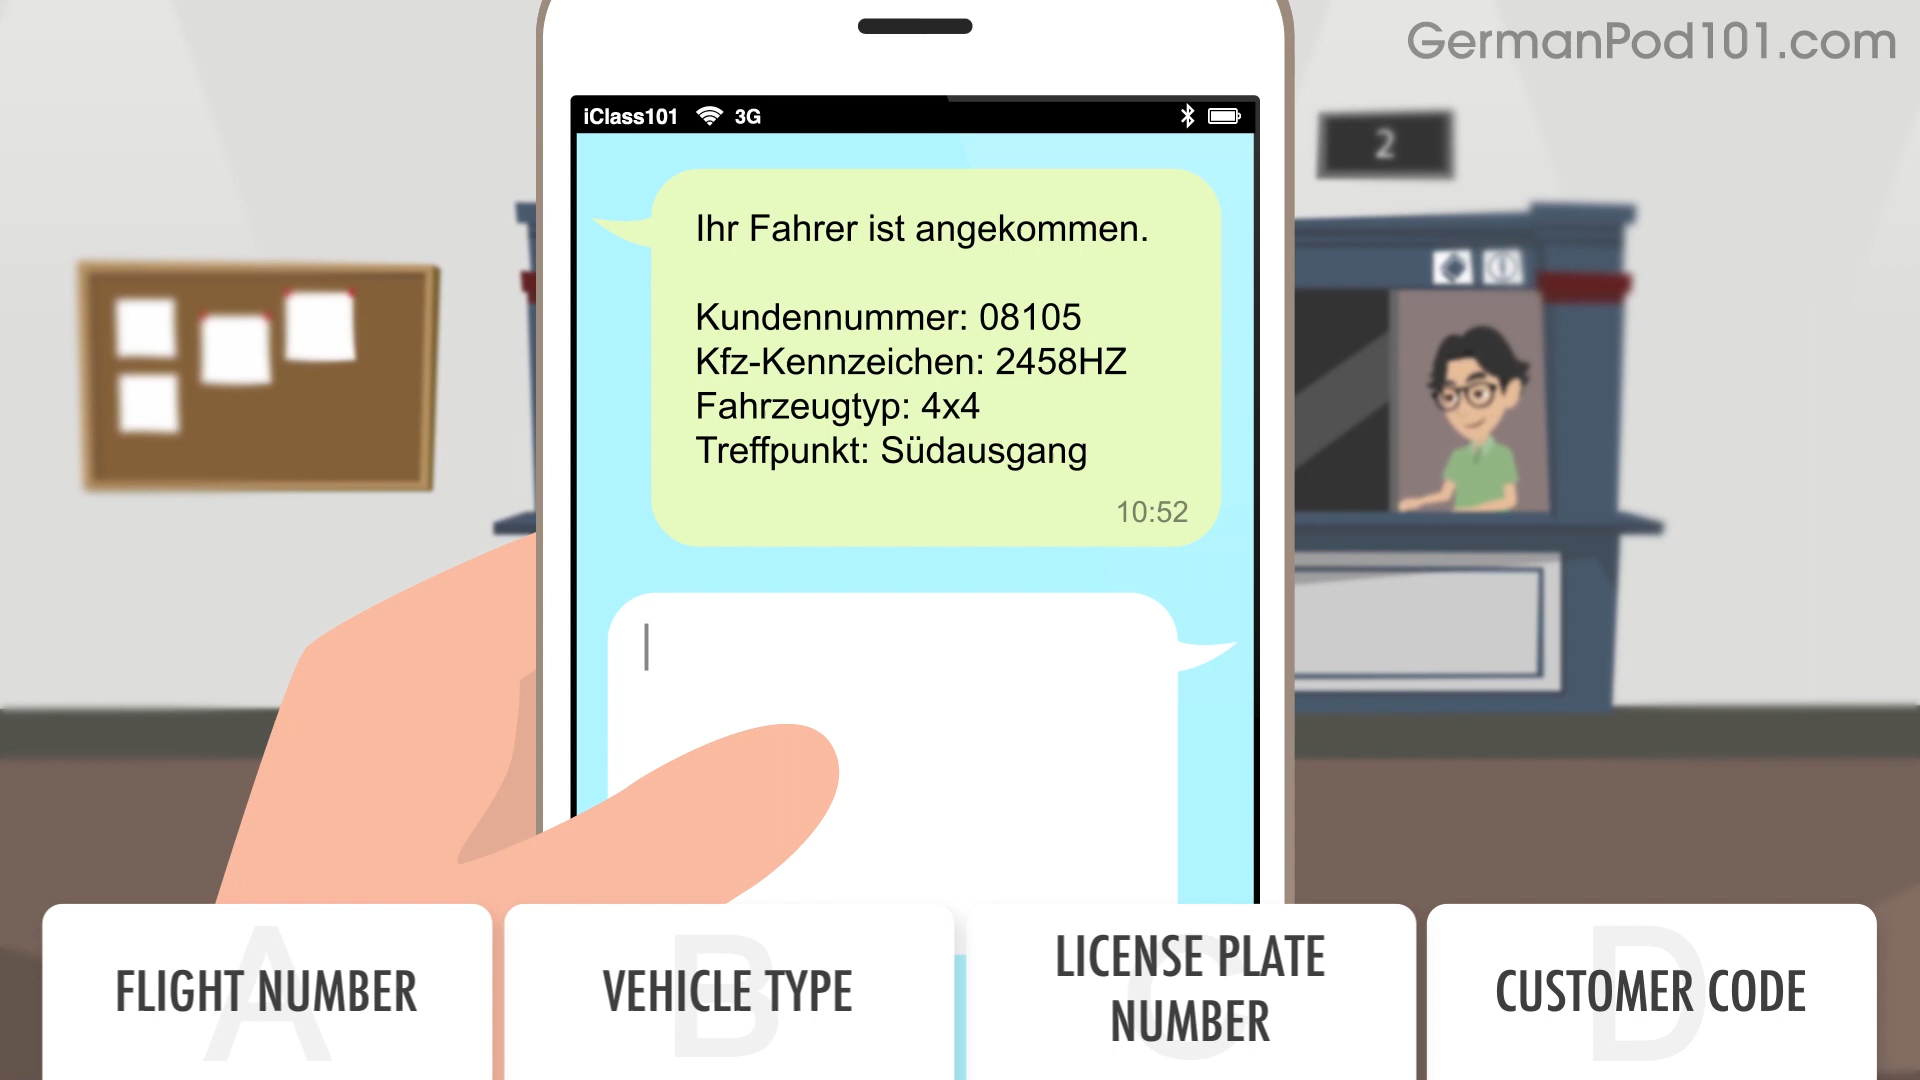 GermanPod101.com
iClass101 3G
2
Ihr Fahrer ist angekommen.
Kundennummer: 08105
Kfz-Kennzeichen: 2458HZ
Fahrzeugtyp: 4x4
Treffpunkt: Südausgang
10:52
A
FLIGHT NUMBER
B
VEHICLE TYPE
C
LICENSE PLATE
NUMBER
D
CUSTOMER CODE